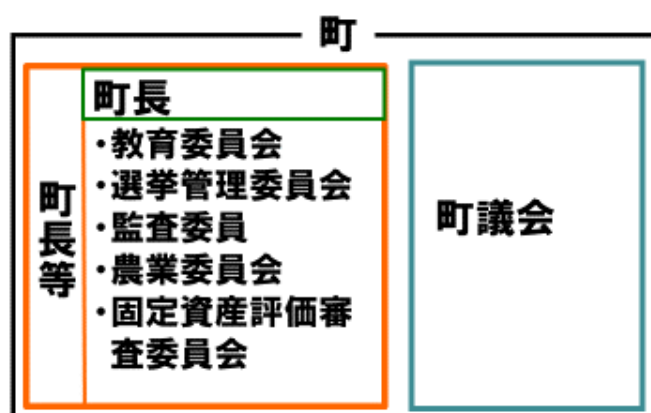 町
町長等
町長
・教育委員会
・選挙管理委員会
・監査委員
・農業委員会
・固定資産評価審
査委員会
町議会